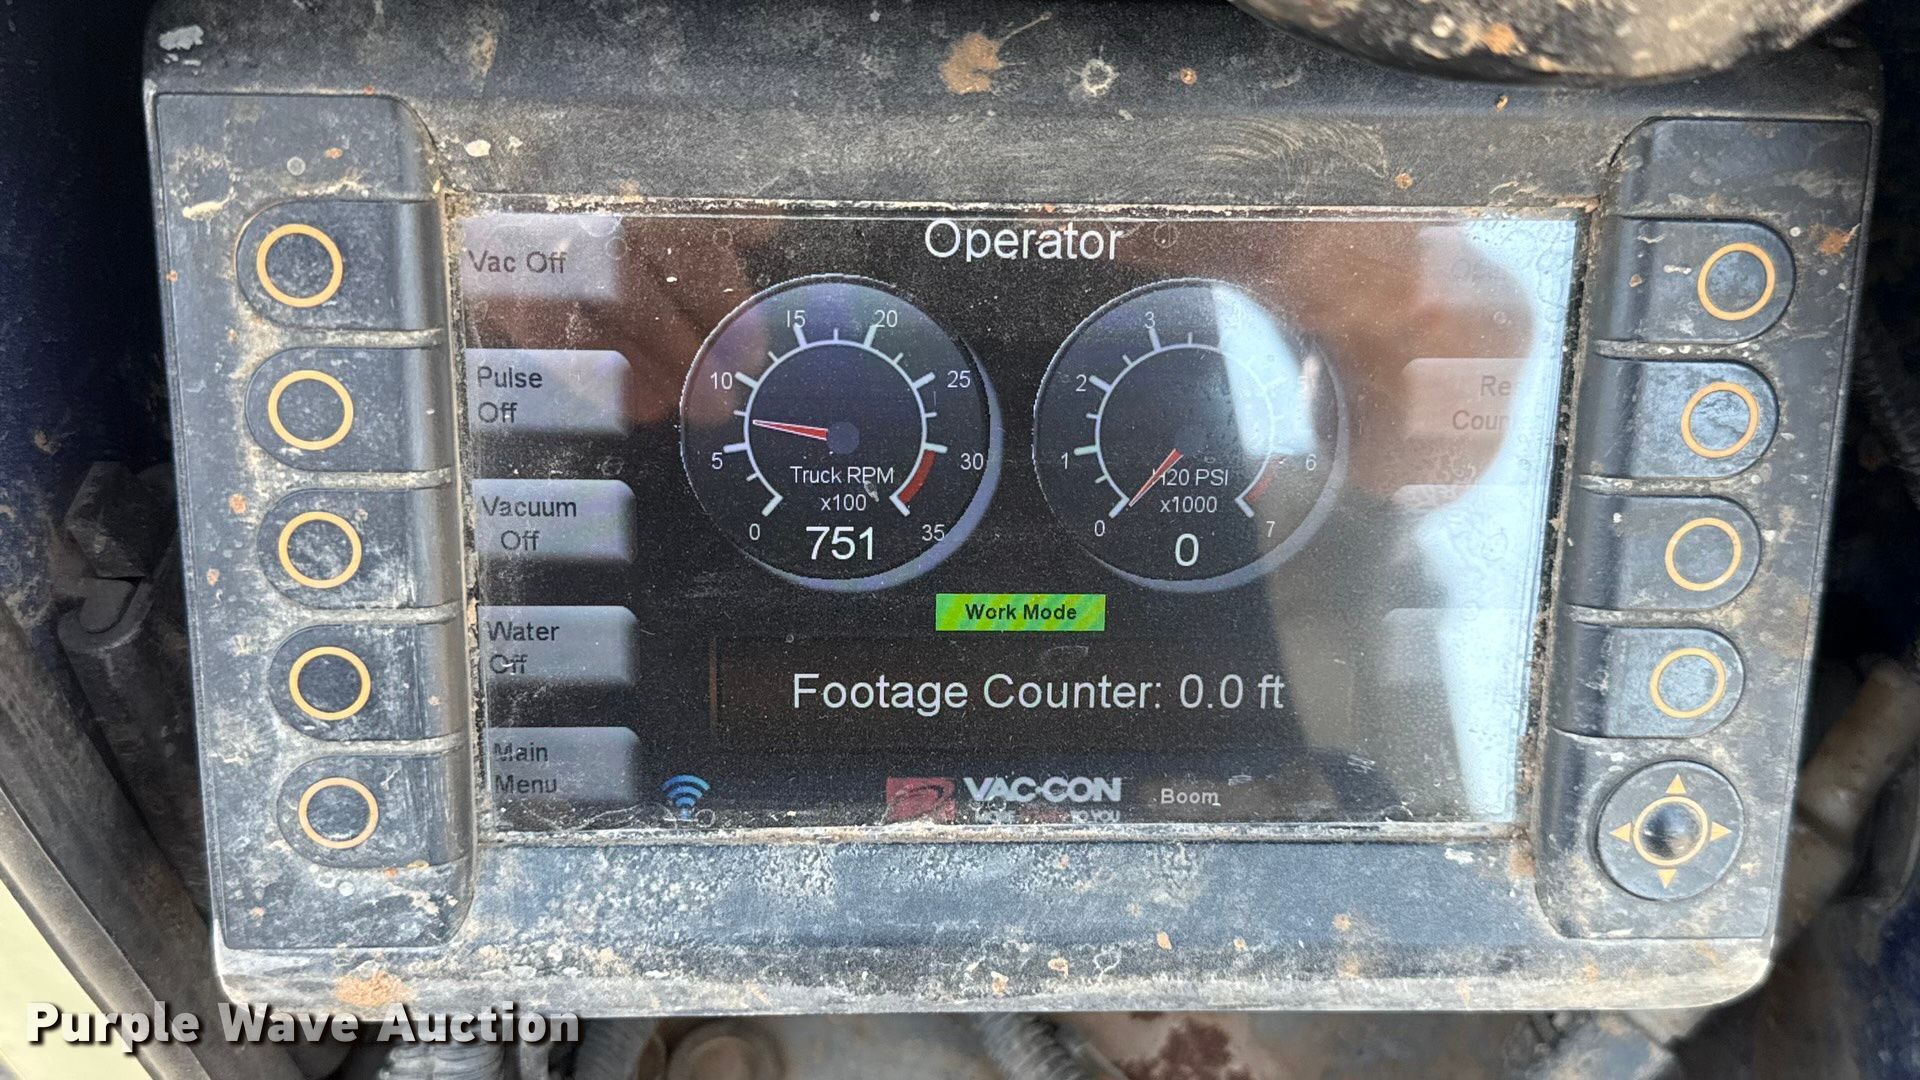 Operator
Vac Off
Pulse
Off
Vacuum
Off
Water
Off
Main
Menu
0
5
10
15
20
25
30
35
Truck RPM
x100
751
0
1
2
3
6
7
H20 PSI
x1000
0
Coun
Work Mode
Footage Counter: 0.0 ft
VAC-CON
Boom
Purple Wave Auction